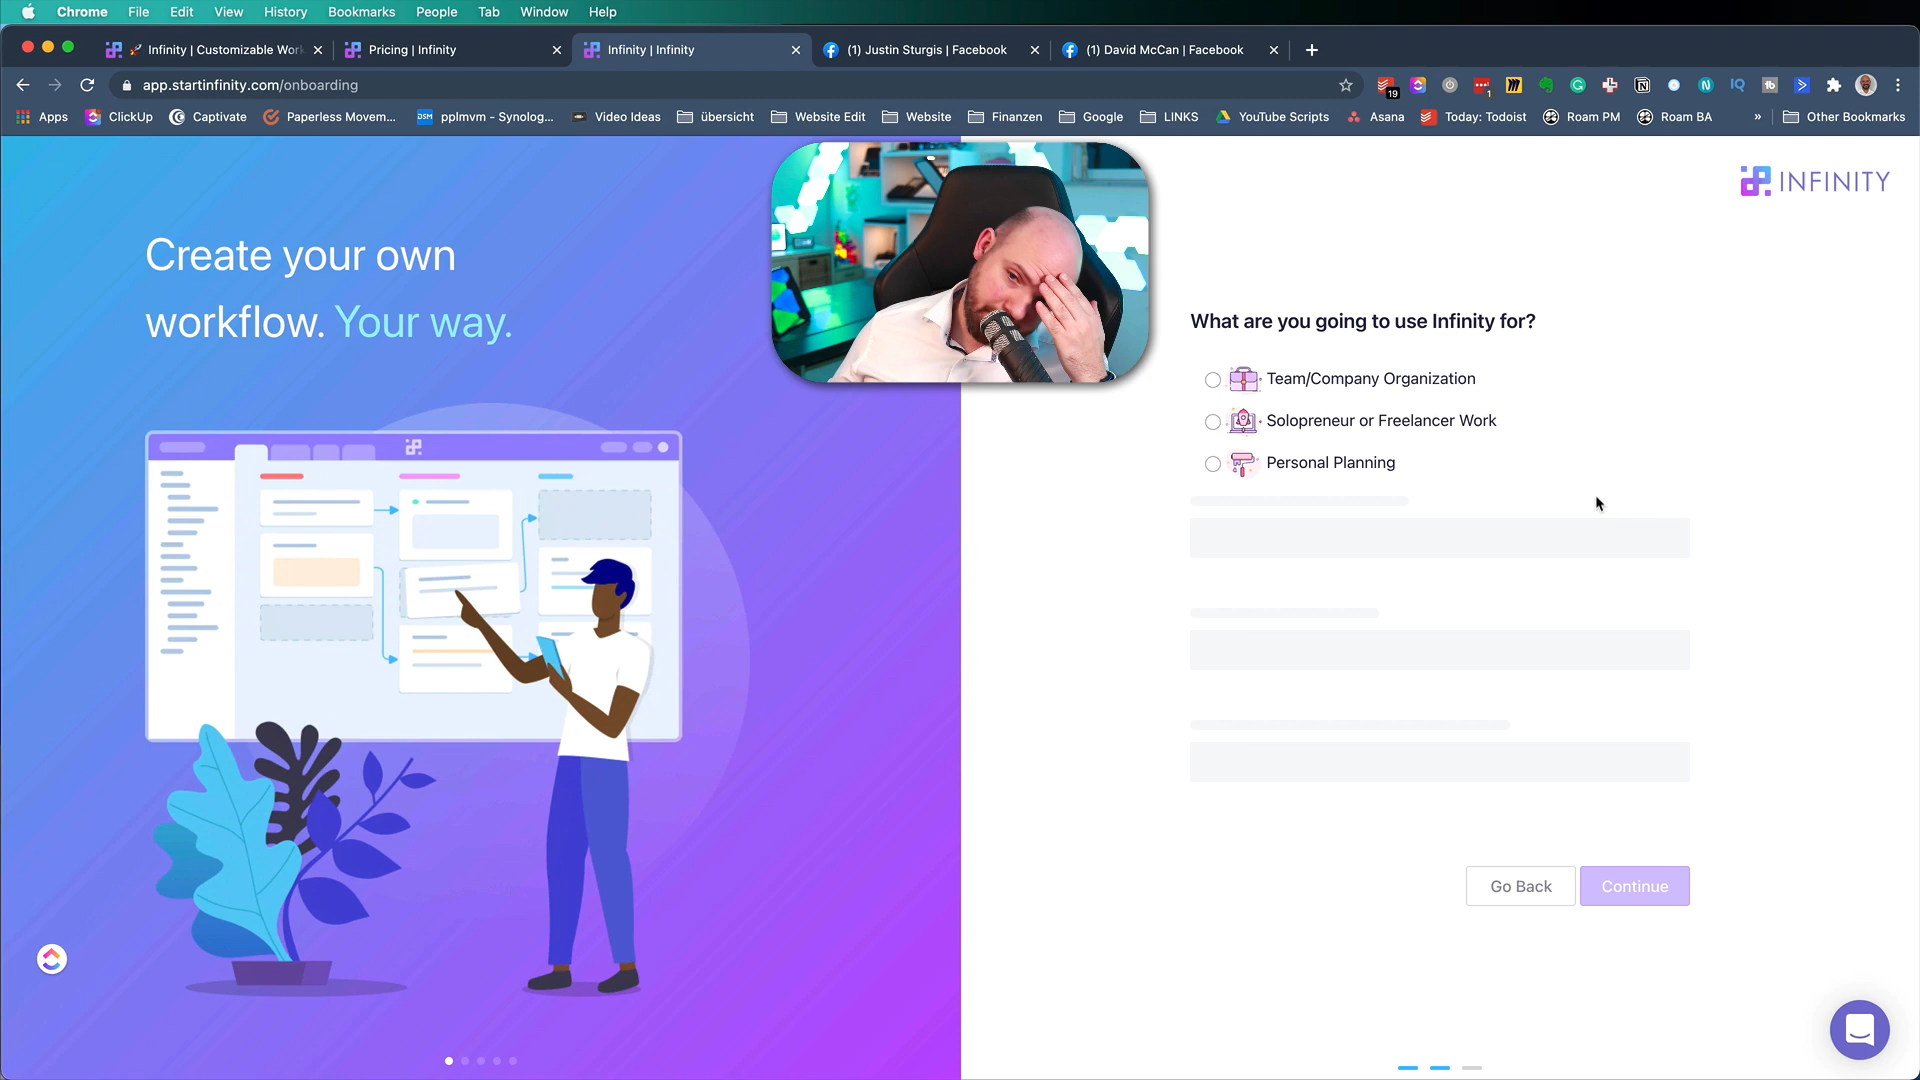 Chrome File Edit View History Bookmarks People Tab Window Help
Infinity | Customizable Work
Pricing | Infinity
Infinity | Infinity
(1) Justin Sturgis | Facebook
(1) David McCan | Facebook
app.startinfinity.com/onboarding
19
1
Apps ClickUp Captivate Paperless Movem... pplmvm - Synolog... Video Ideas übersicht Website Edit Website Finanzen Google LINKS YouTube Scripts Asana Today: Todoist Roam PM Roam BA » Other Bookmarks
INFINITY
Create your own
workflow. Your way.
What are you going to use Infinity for?
Team/Company Organization
Solopreneur or Freelancer Work
Personal Planning
Go Back
Continue